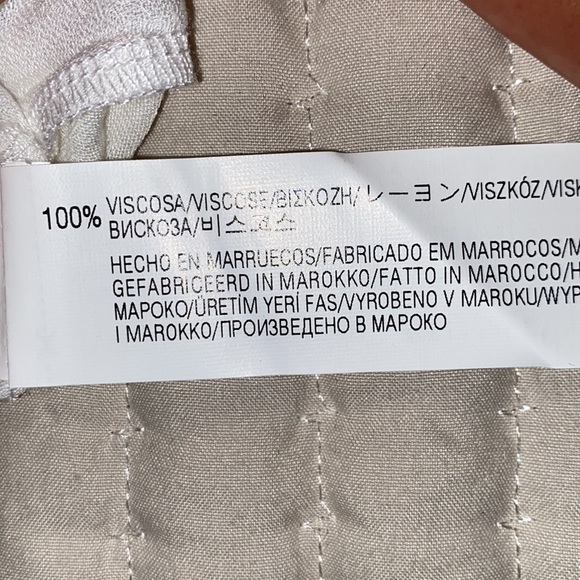 100% VISCOSA/VISCOSE/ΒΙΣΚΟΖΗ/レーヨン/VISZKÓZ/VISK
ВИСКОЗА/비스코스
HECHO EN MARRUECOS/FABRICADO EM MARROCOS/M
GEFABRICEERD IN MAROKKO/FATTO IN MAROCCO/H
ΜΑΡΟΚΟ/ÜRETİM YERİ FAS/VYROBENO V MAROKU/WYP
I MAROKKO/ПРОИЗВЕДЕНО В МАРОКО